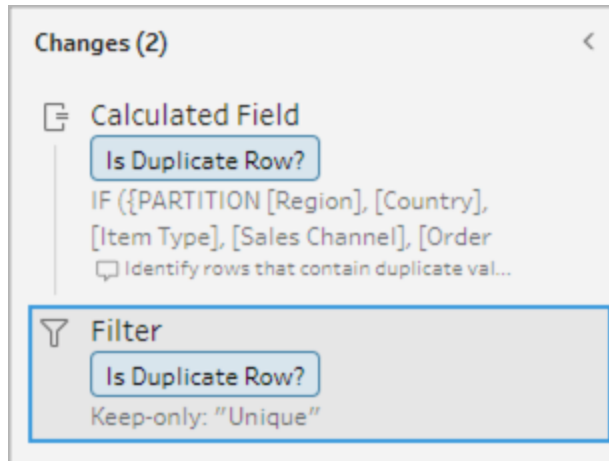 Changes (2)
Calculated Field
Is Duplicate Row?
IF ({PARTITION [Region], [Country],
[Item Type], [Sales Channel], [Order
Identify rows that contain duplicate val...
Filter
Is Duplicate Row?
Keep-only: "Unique"